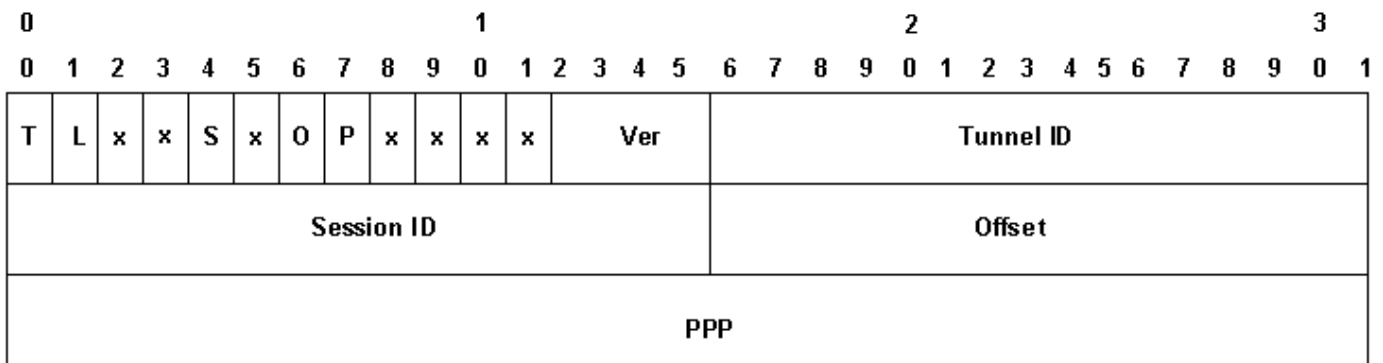 0 1 2 3
0 1 2 3 4 5 6 7 8 9 0 1 2 3 4 5 6 7 8 9 0 1 2 3 4 5 6 7 8 9 0 1
T L x x S x O P x x x x Ver Tunnel ID
Session ID Offset
PPP